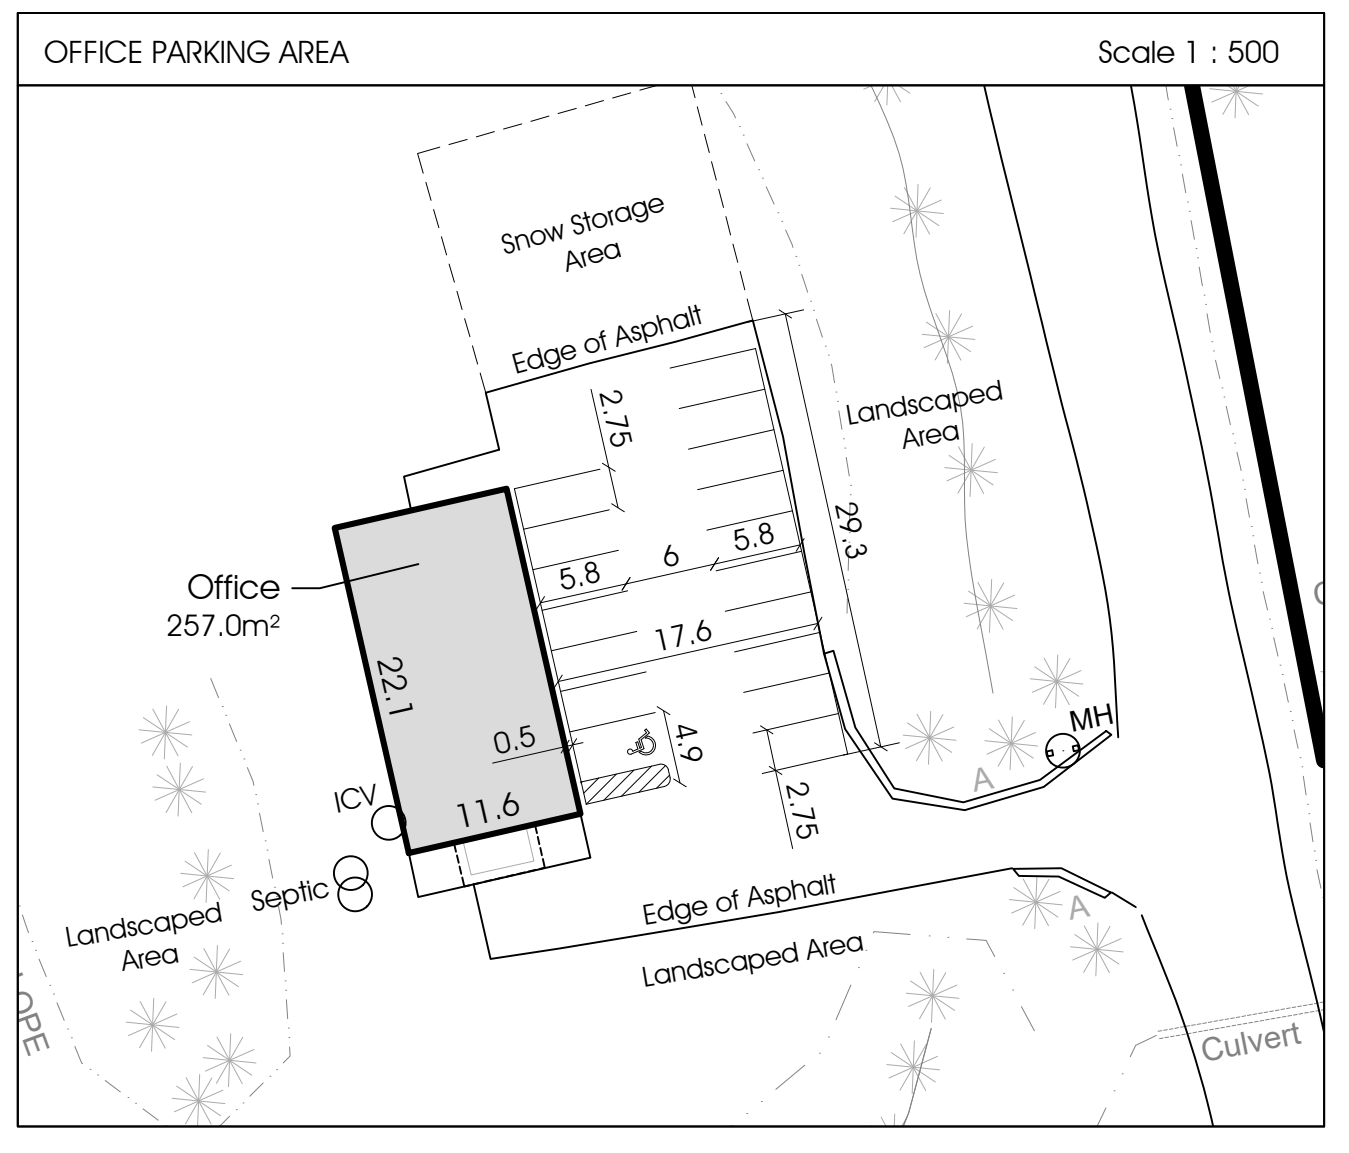 OFFICE PARKING AREA
Scale 1 : 500
Snow Storage
Area
Edge of Asphalt
2.75
Landscaped
Area
29.3
5.8
6
5.8
Office
257.0m²
17.6
22.1
0.5
4.9
MH
A
ICV
11.6
2.75
Septic
Edge of Asphalt
A
Landscaped
Area
Landscaped Area
Culvert